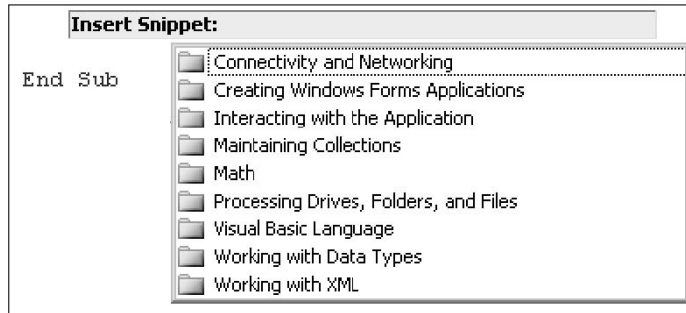 Insert Snippet:
Connectivity and Networking
End Sub
Creating Windows Forms Applications
Interacting with the Application
Maintaining Collections
Math
Processing Drives, Folders, and Files
Visual Basic Language
Working with Data Types
Working with XML